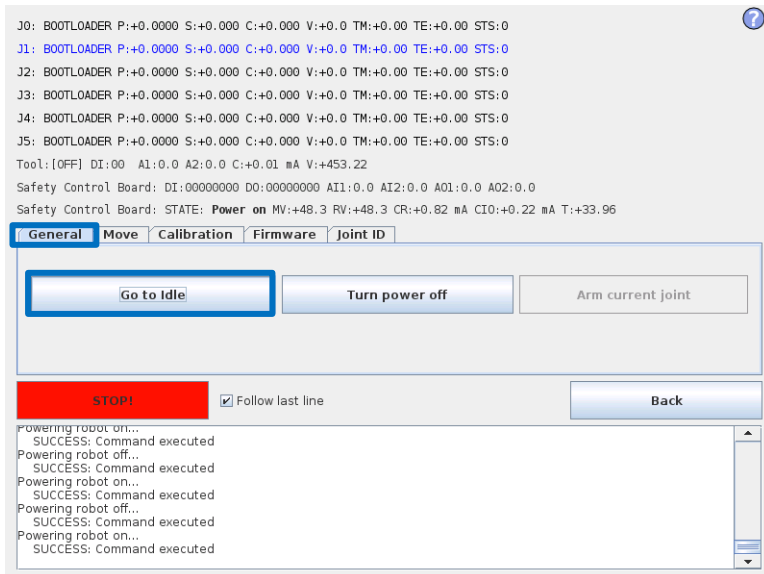 J0: BOOTLOADER P:+0.0000 S:+0.000 C:+0.000 V:+0.0 TM:+0.00 TE:+0.00 STS:0
?
J1: BOOTLOADER P:+0.0000 S:+0.000 C:+0.000 V:+0.0 TM:+0.00 TE:+0.00 STS:0
J2: BOOTLOADER P:+0.0000 S:+0.000 C:+0.000 V:+0.0 TM:+0.00 TE:+0.00 STS:0
J3: BOOTLOADER P:+0.0000 S:+0.000 C:+0.000 V:+0.0 TM:+0.00 TE:+0.00 STS:0
J4: BOOTLOADER P:+0.0000 S:+0.000 C:+0.000 V:+0.0 TM:+0.00 TE:+0.00 STS:0
J5: BOOTLOADER P:+0.0000 S:+0.000 C:+0.000 V:+0.0 TM:+0.00 TE:+0.00 STS:0
Tool:[OFF] DI:00 A1:0.0 A2:0.0 C:+0.01 mA V:+453.22
Safety Control Board: DI:00000000 DO:00000000 AI1:0.0 AI2:0.0 AO1:0.0 AO2:0.0
Safety Control Board: STATE: Power on MV:+48.3 RV:+48.3 CR:+0.82 mA CIO:+0.22 mA T:+33.96
General Move Calibration Firmware Joint ID
Go to Idle Turn power off Arm current joint
STOP! Follow last line Back
Powering robot on...
SUCCESS: Command executed
Powering robot off...
SUCCESS: Command executed
Powering robot on...
SUCCESS: Command executed
Powering robot off...
SUCCESS: Command executed
Powering robot on...
SUCCESS: Command executed